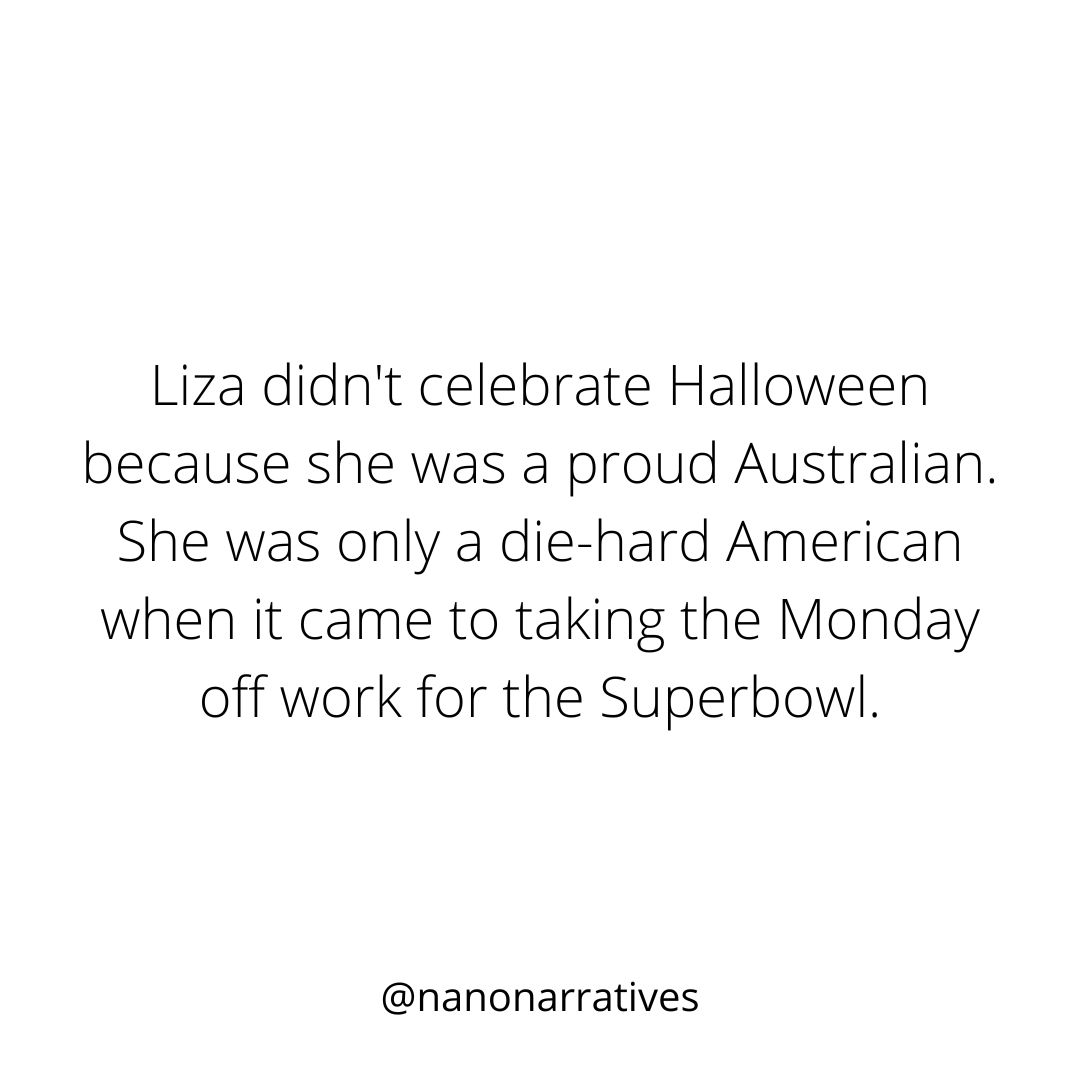 Liza didn't celebrate Halloween
because she was a proud Australian.
She was only a die-hard American
when it came to taking the Monday
off work for the Superbowl.
@nanonarratives